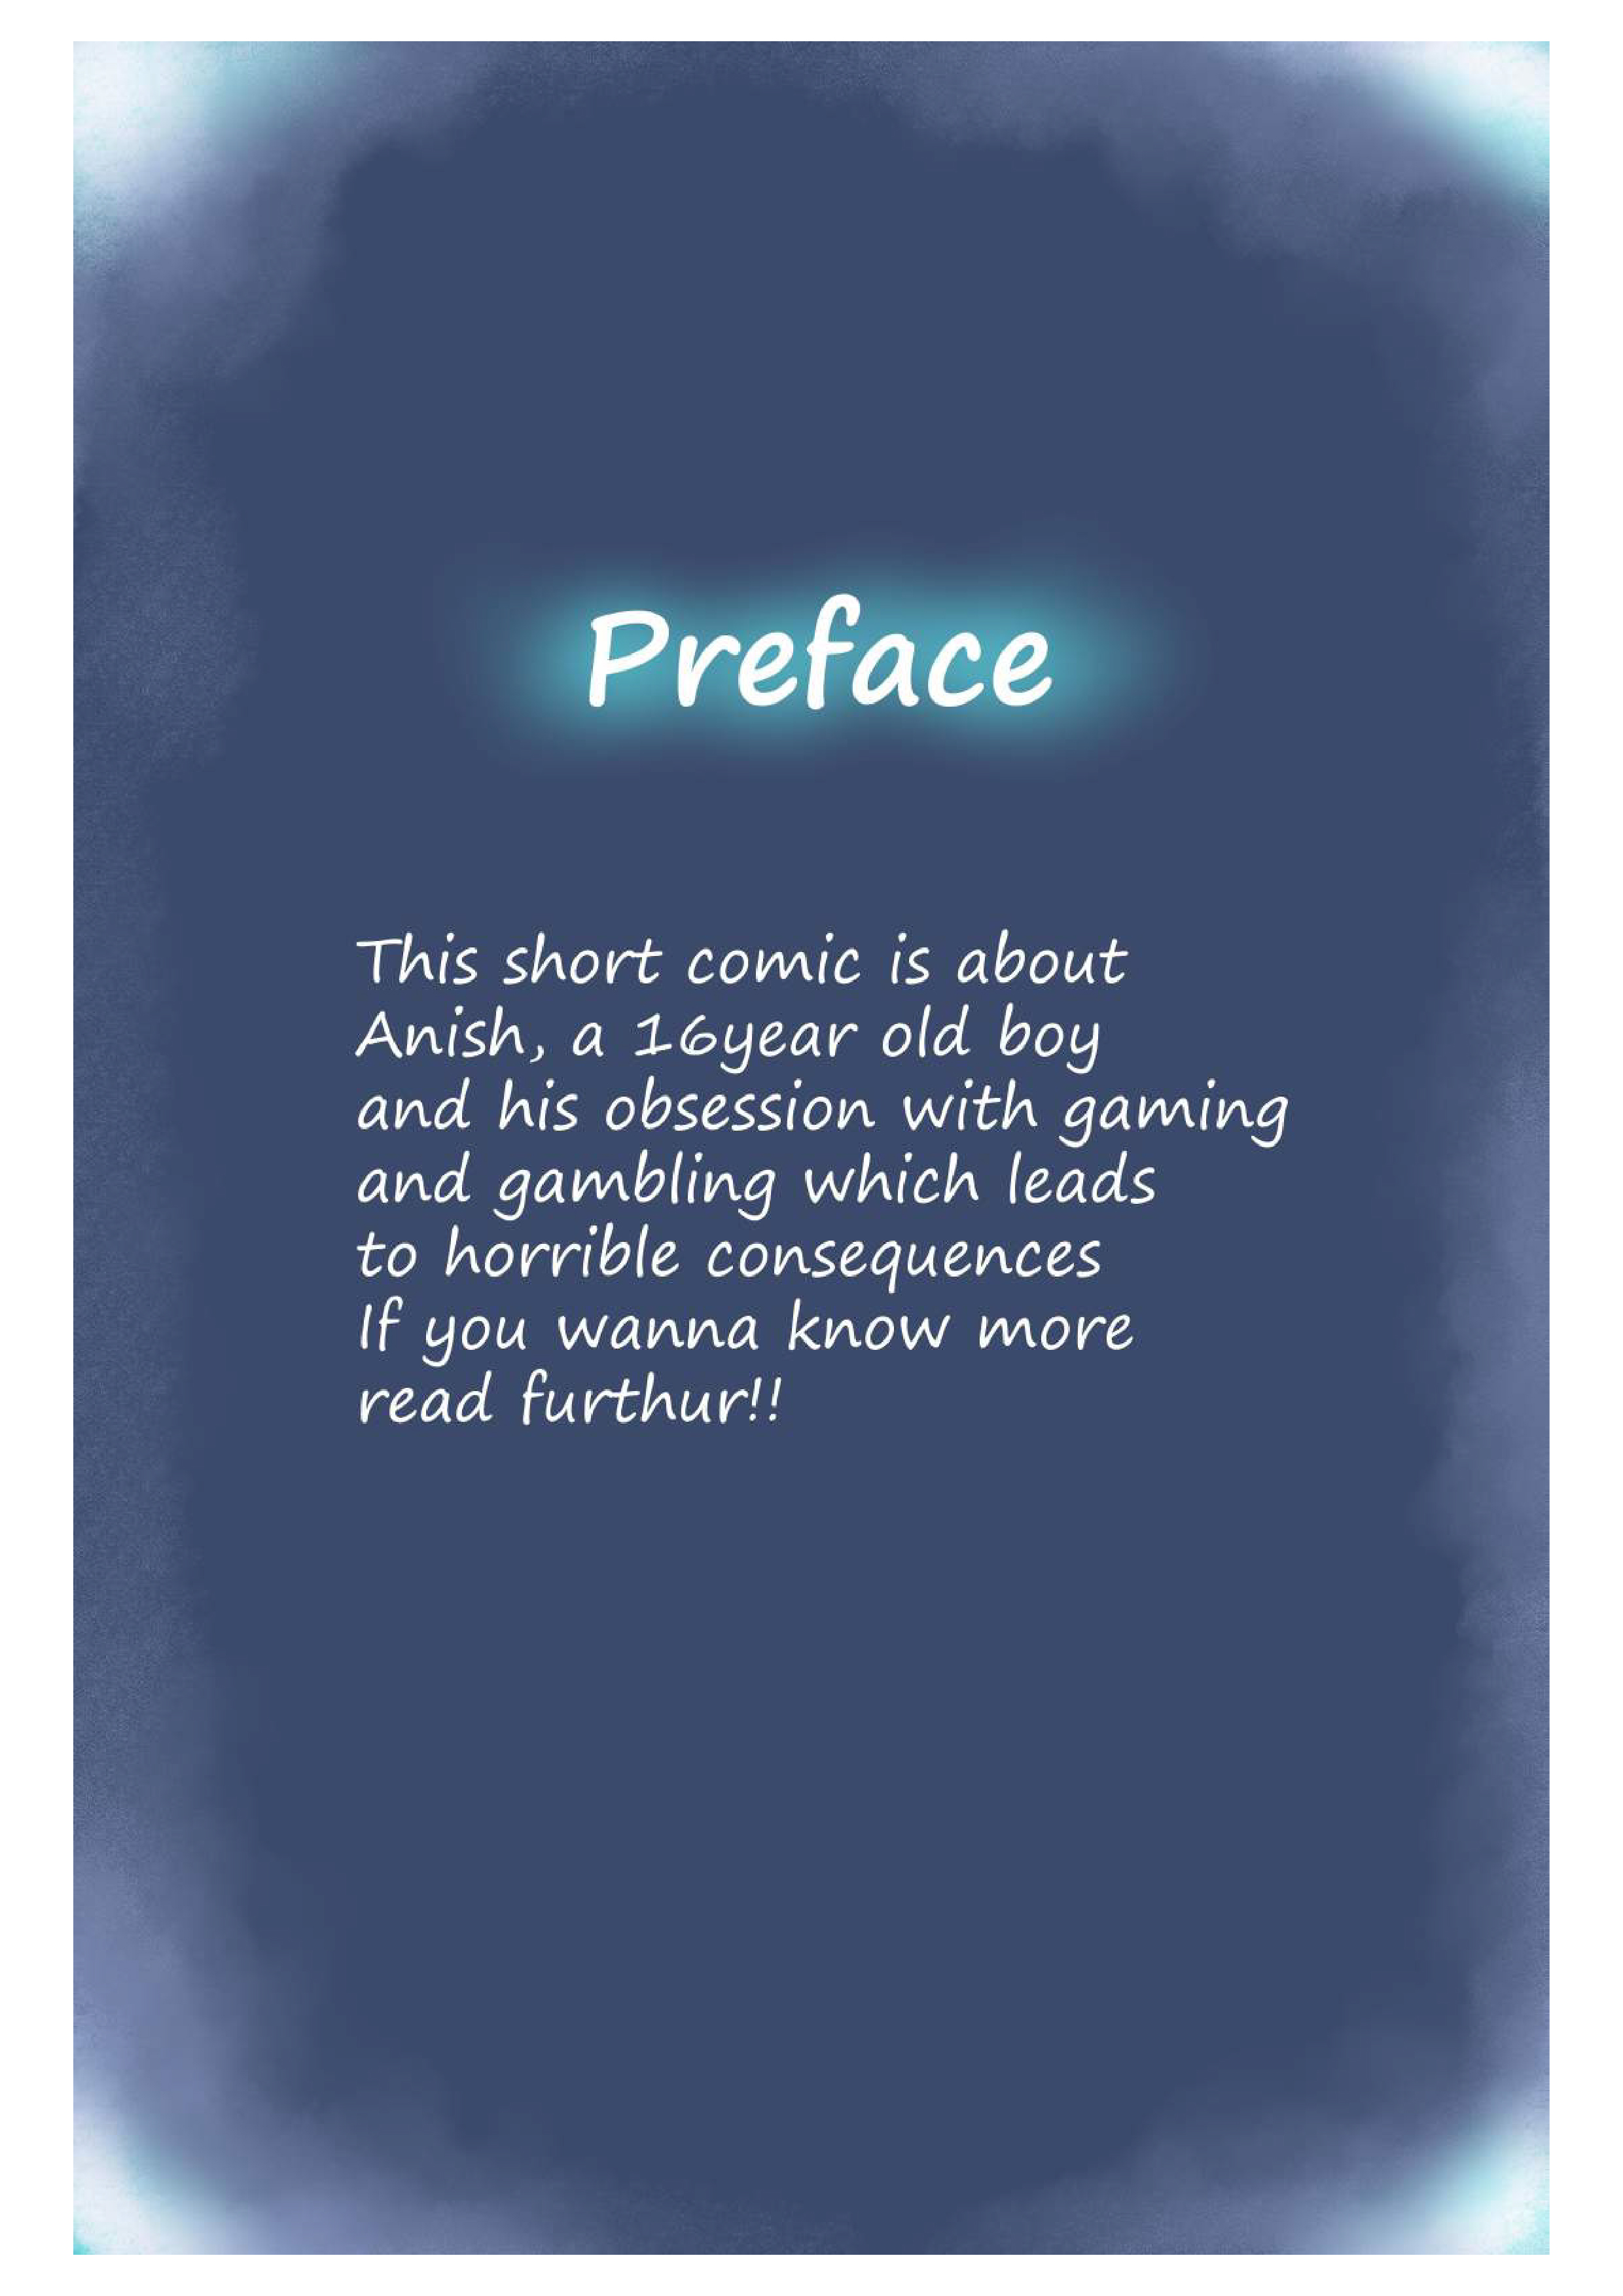 Preface
This short comic is about
Anish, a 16year old boy
and his obsession with gaming
and gambling which leads
to horrible consequences
If you wanna know more
read furthur!!